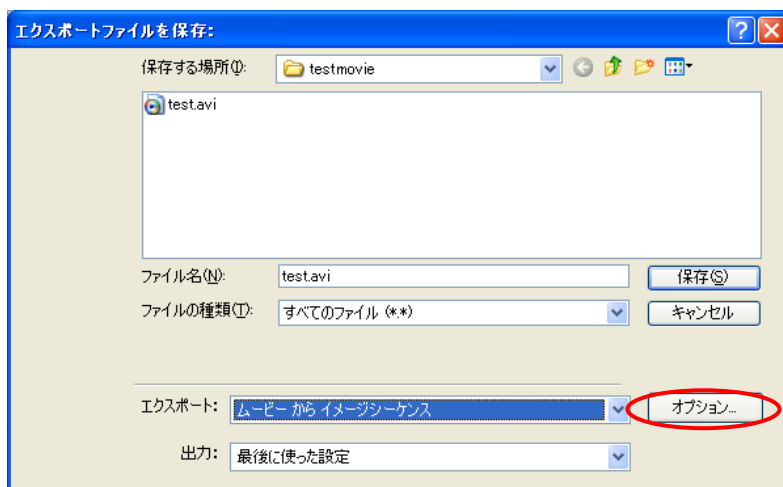 エクスポートファイルを保存:
保存する場所(I): testmovie
test.avi
ファイル名(N): test.avi 保存(S)
ファイルの種類(T): すべてのファイル (*.*) キャンセル
エクスポート: ムービー から イメージシーケンス オプション...
出力: 最後に使った設定